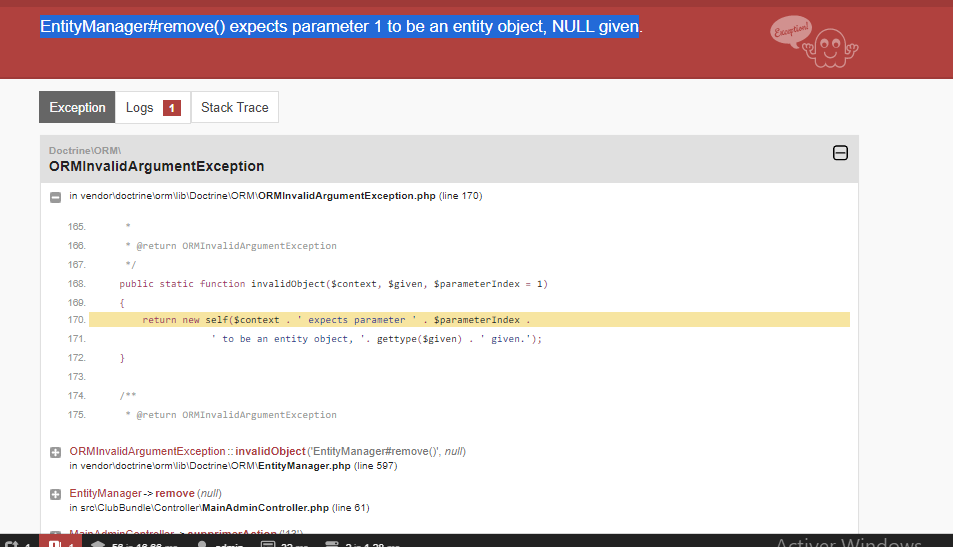 EntityManager#remove() expects parameter 1 to be an entity object, NULL given.
Exception!
Exception Logs 1 Stack Trace
Doctrine\ORM\
ORMInvalidArgumentException
in vendor\doctrine\orm\lib\Doctrine\ORM\ORMInvalidArgumentException.php (line 170)
165. *
166. * @return ORMInvalidArgumentException
167. */
168. public static function invalidObject($context, $given, $parameterIndex = 1)
169. {
170. return new self($context . ' expects parameter ' . $parameterIndex .
171. ' to be an entity object, '. gettype($given) . ' given.');
172. }
173.
174. /**
175. * @return ORMInvalidArgumentException
ORMInvalidArgumentException::invalidObject('EntityManager#remove()', null)
in vendor\doctrine\orm\lib\Doctrine\ORM\EntityManager.php (line 597)
EntityManager->remove(null)
in src\ClubBundle\Controller\MainAdminController.php (line 61)
MainAdminController->supprimerAction('13')
Activer Windows